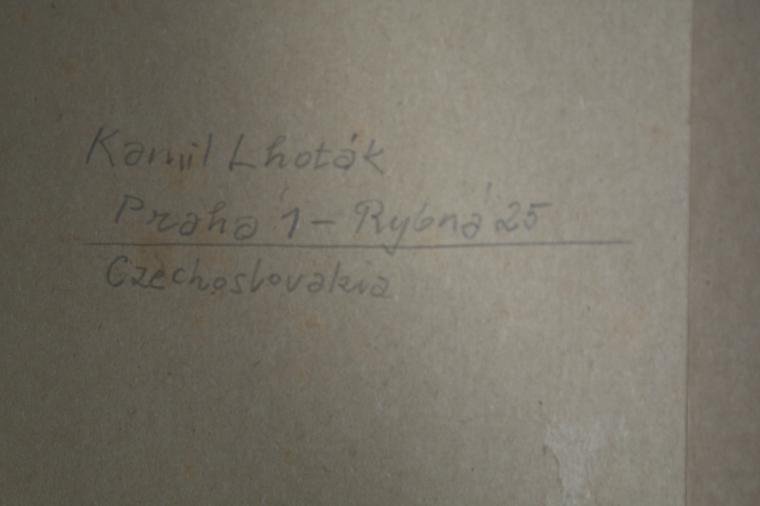 Kamil Lhoták
Praha 1 - Rybná 25
Czechoslovakia